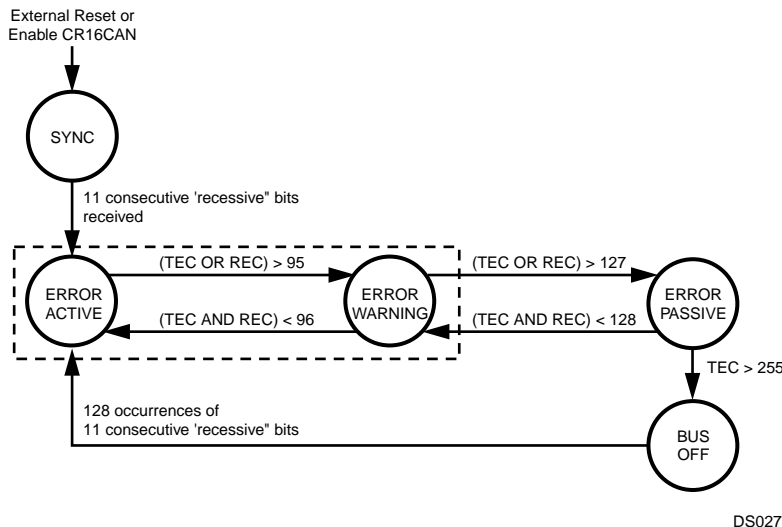 External Reset or
Enable CR16CAN
SYNC
11 consecutive 'recessive" bits
received
(TEC OR REC) > 95
(TEC OR REC) > 127
ERROR
ACTIVE
ERROR
WARNING
ERROR
PASSIVE
(TEC AND REC) < 96
(TEC AND REC) < 128
TEC > 255
128 occurrences of
11 consecutive 'recessive" bits
BUS
OFF
DS027